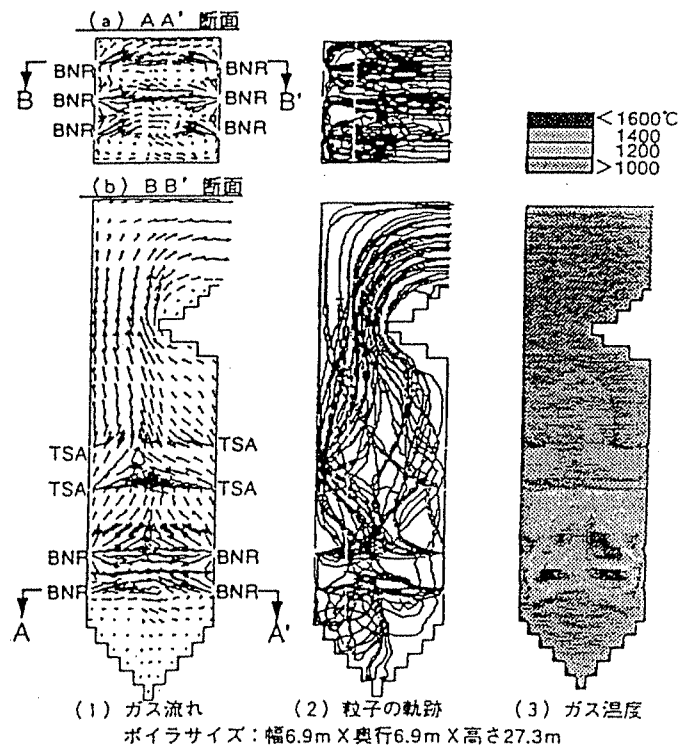 (a) A A' 断面
BNR BNR
B B'
BNR BNR
BNR BNR
< 1600℃
1400
1200
> 1000
(b) B B' 断面
TSA TSA
TSA TSA
BNR BNR
BNR BNR
A A'
(1) ガス流れ (2) 粒子の軌跡 (3) ガス温度
ボイラサイズ:幅6.9m X 奥行6.9m X 高さ27.3m